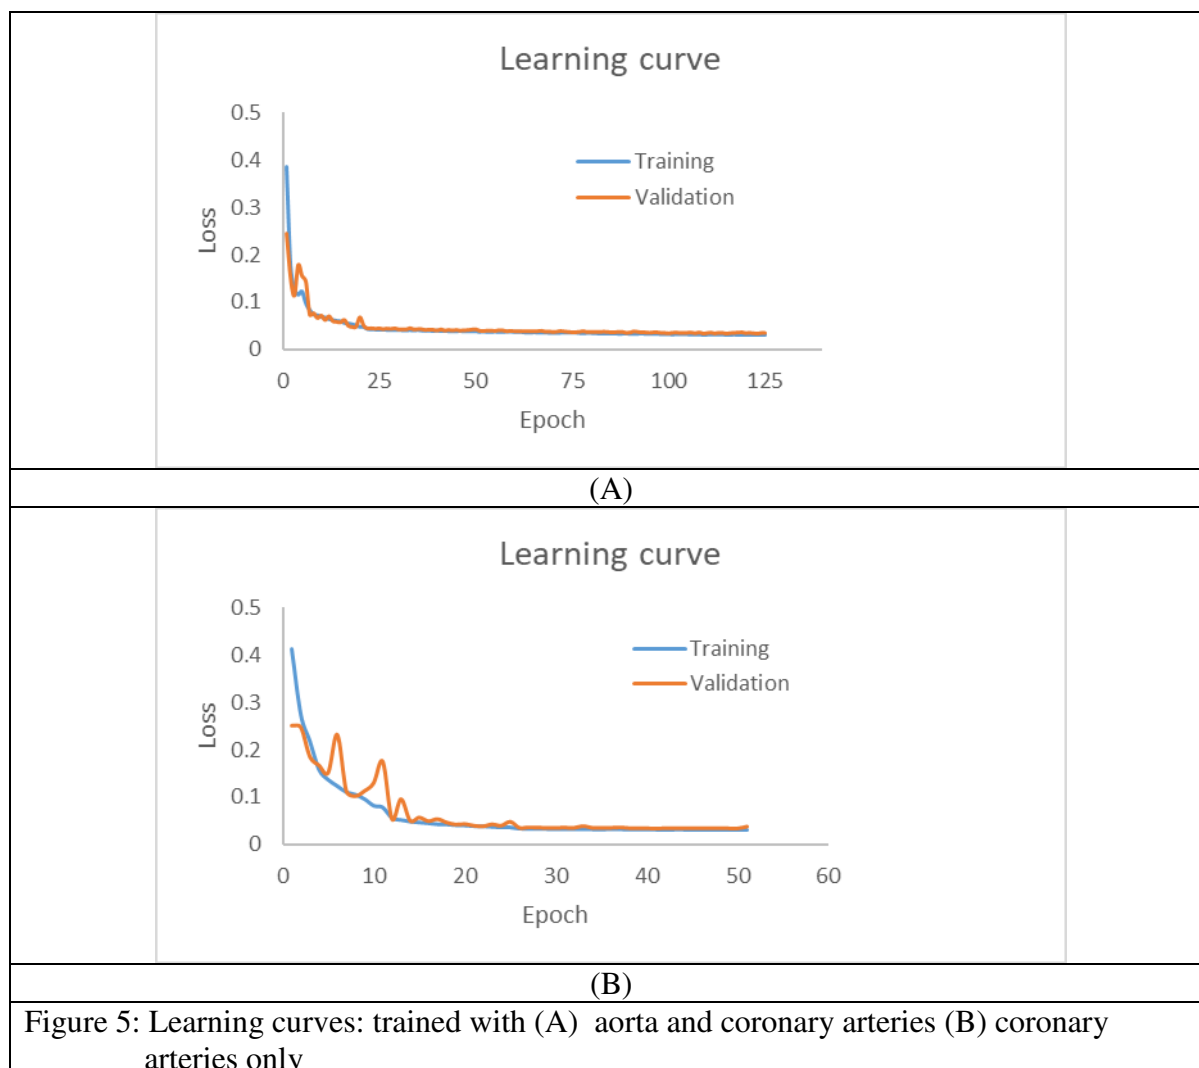 Learning curve
0.5
0.4
0.3
0.2
0.1
0
Loss
Training
Validation
0 25 50 75 100 125
Epoch
(A)
Learning curve
0.5
0.4
0.3
0.2
0.1
0
Loss
Training
Validation
0 10 20 30 40 50 60
Epoch
(B)
Figure 5: Learning curves: trained with (A) aorta and coronary arteries (B) coronary
arteries only